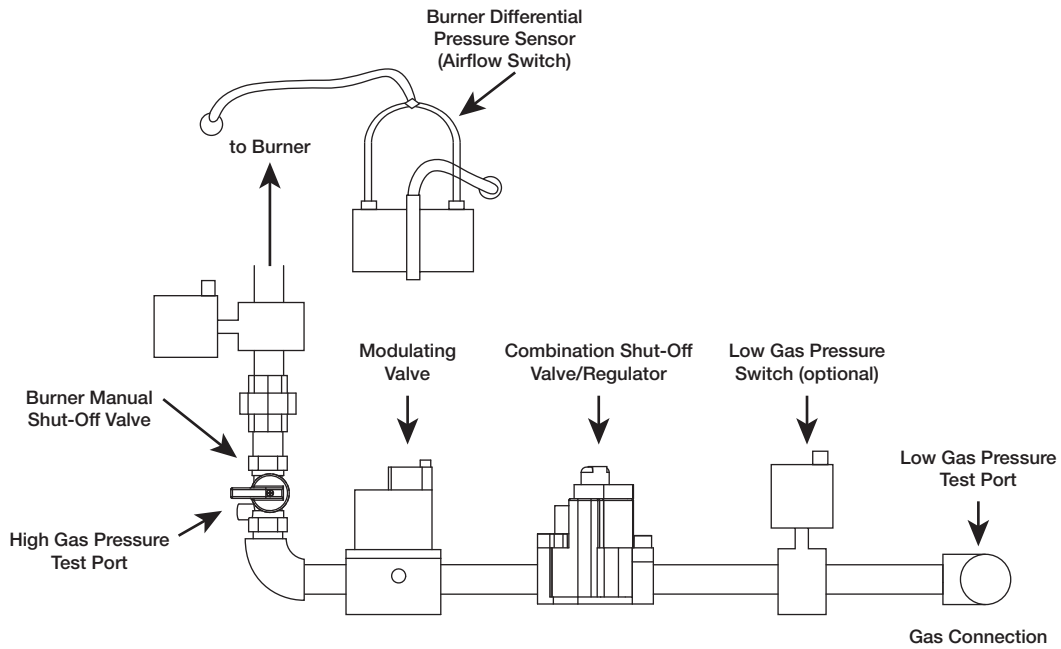 Burner Differential
Pressure Sensor
(Airflow Switch)
to Burner
Modulating
Valve
Combination Shut-Off
Valve/Regulator
Low Gas Pressure
Switch (optional)
Burner Manual
Shut-Off Valve
Low Gas Pressure
Test Port
High Gas Pressure
Test Port
Gas Connection